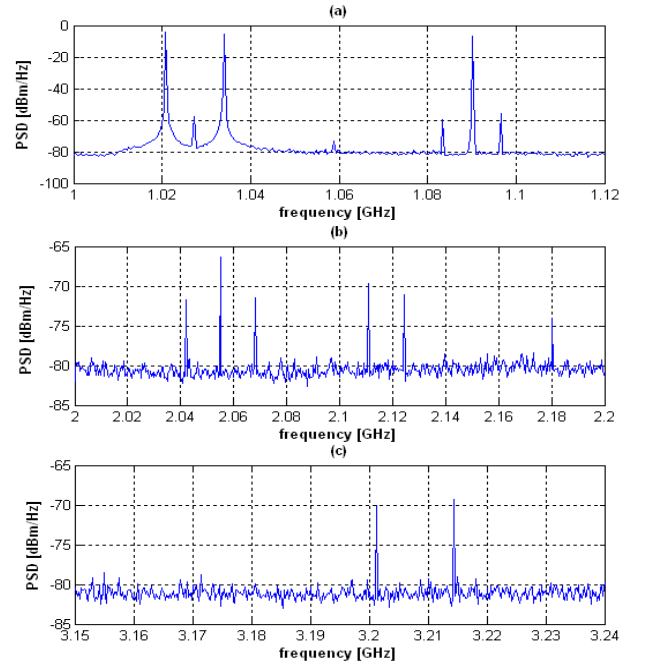 (a)
0
-20
-40
-60
-80
-100
PSD [dBm/Hz]
1 1.02 1.04 1.06 1.08 1.1 1.12
frequency [GHz]
(b)
-65
-70
-75
-80
-85
PSD [dBm/Hz]
2 2.02 2.04 2.06 2.08 2.1 2.12 2.14 2.16 2.18 2.2
frequency [GHz]
(c)
-65
-70
-75
-80
-85
PSD [dBm/Hz]
3.15 3.16 3.17 3.18 3.19 3.2 3.21 3.22 3.23 3.24
frequency [GHz]